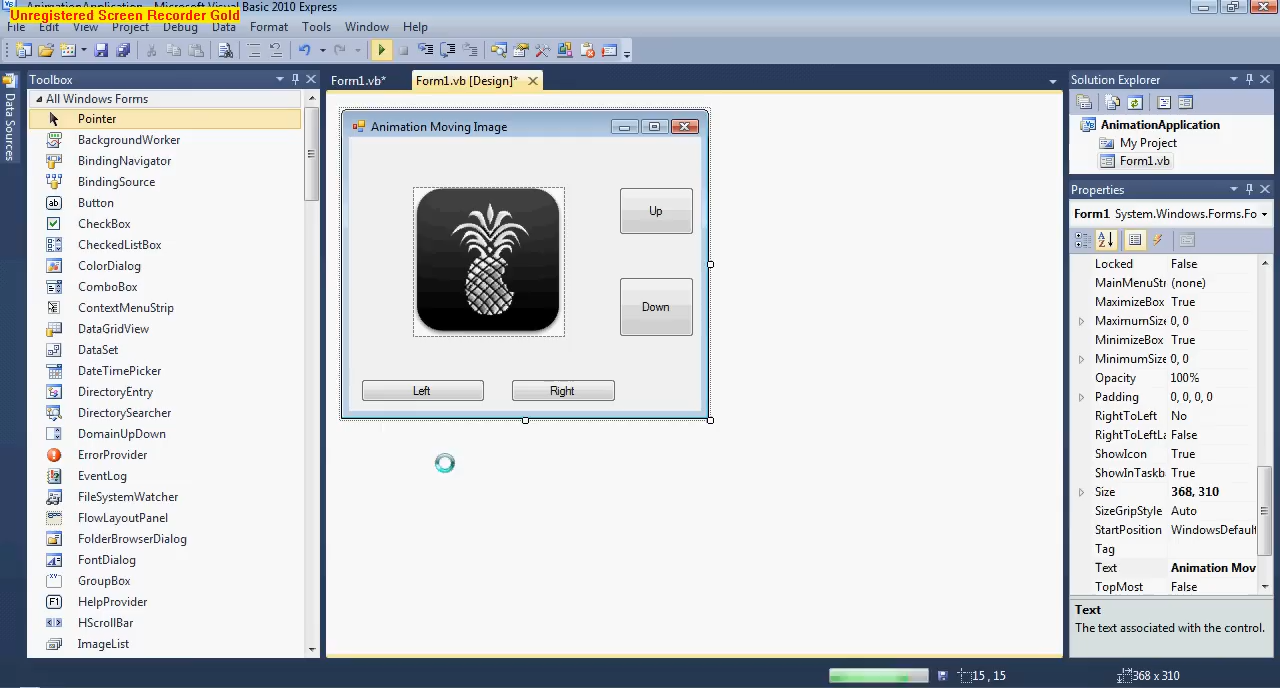 AnimationApplication - Microsoft Visual Basic 2010 Express
Unregistered Screen Recorder Gold
File Edit View Project Debug Data Format Tools Window Help
Data Sources
Toolbox
All Windows Forms
Pointer
BackgroundWorker
BindingNavigator
BindingSource
Button
CheckBox
CheckedListBox
ColorDialog
ComboBox
ContextMenuStrip
DataGridView
DataSet
DateTimePicker
DirectoryEntry
DirectorySearcher
DomainUpDown
ErrorProvider
EventLog
FileSystemWatcher
FlowLayoutPanel
FolderBrowserDialog
FontDialog
GroupBox
HelpProvider
HScrollBar
ImageList
Form1.vb* Form1.vb [Design]*
Animation Moving Image
Up
Down
Left Right
Solution Explorer
AnimationApplication
My Project
Form1.vb
Properties
Form1 System.Windows.Forms.Fo
Locked False
MainMenuStr (none)
MaximizeBox True
MaximumSize 0, 0
MinimizeBox True
MinimumSize 0, 0
Opacity 100%
Padding 0, 0, 0, 0
RightToLeft No
RightToLeftLa False
ShowIcon True
ShowInTaskb True
Size 368, 310
SizeGripStyle Auto
StartPosition WindowsDefault
Tag
Text Animation Mov
TopMost False
Text
The text associated with the control.
15 , 15 368 x 310